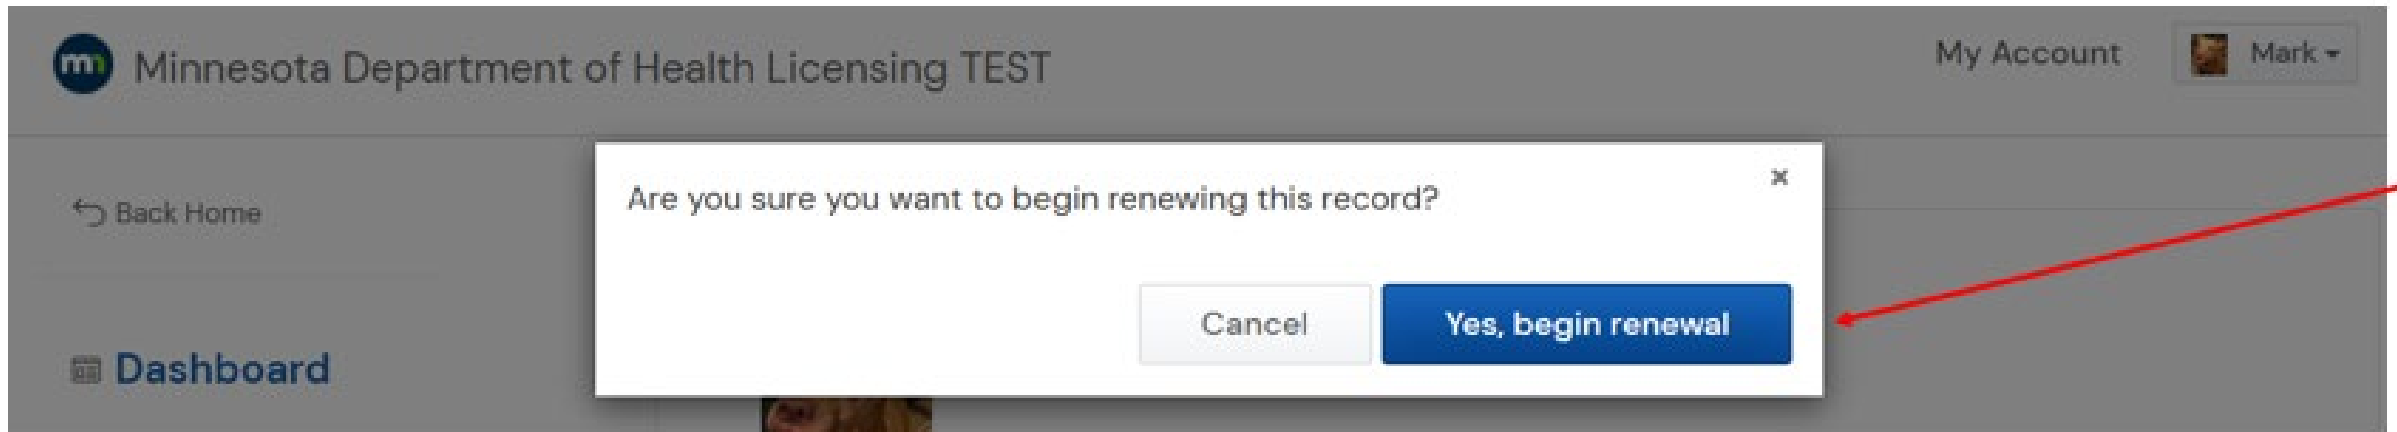 mn Minnesota Department of Health Licensing TEST
My Account
Mark
Back Home
Are you sure you want to begin renewing this record?
Cancel
Yes, begin renewal
Dashboard